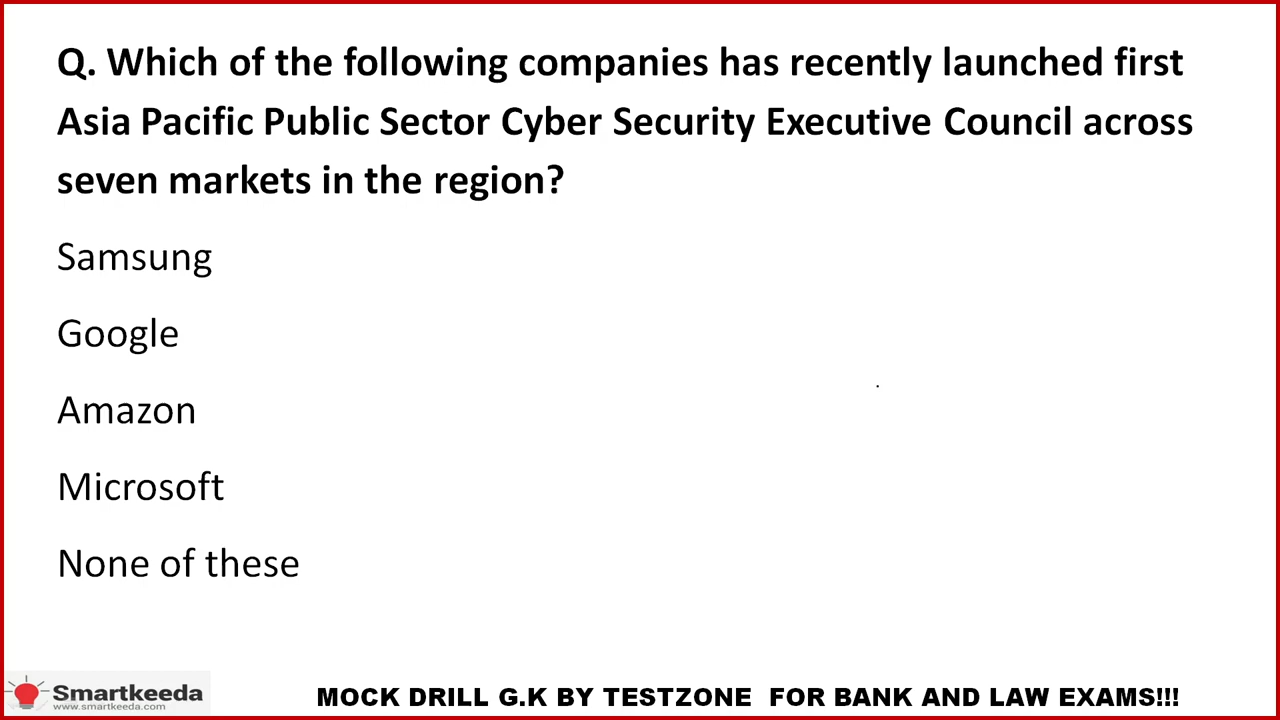 Q. Which of the following companies has recently launched first
Asia Pacific Public Sector Cyber Security Executive Council across
seven markets in the region?
Samsung
Google
Amazon
Microsoft
None of these
Smartkeeda
www.smartkeeda.com
MOCK DRILL G.K BY TESTZONE FOR BANK AND LAW EXAMS!!!